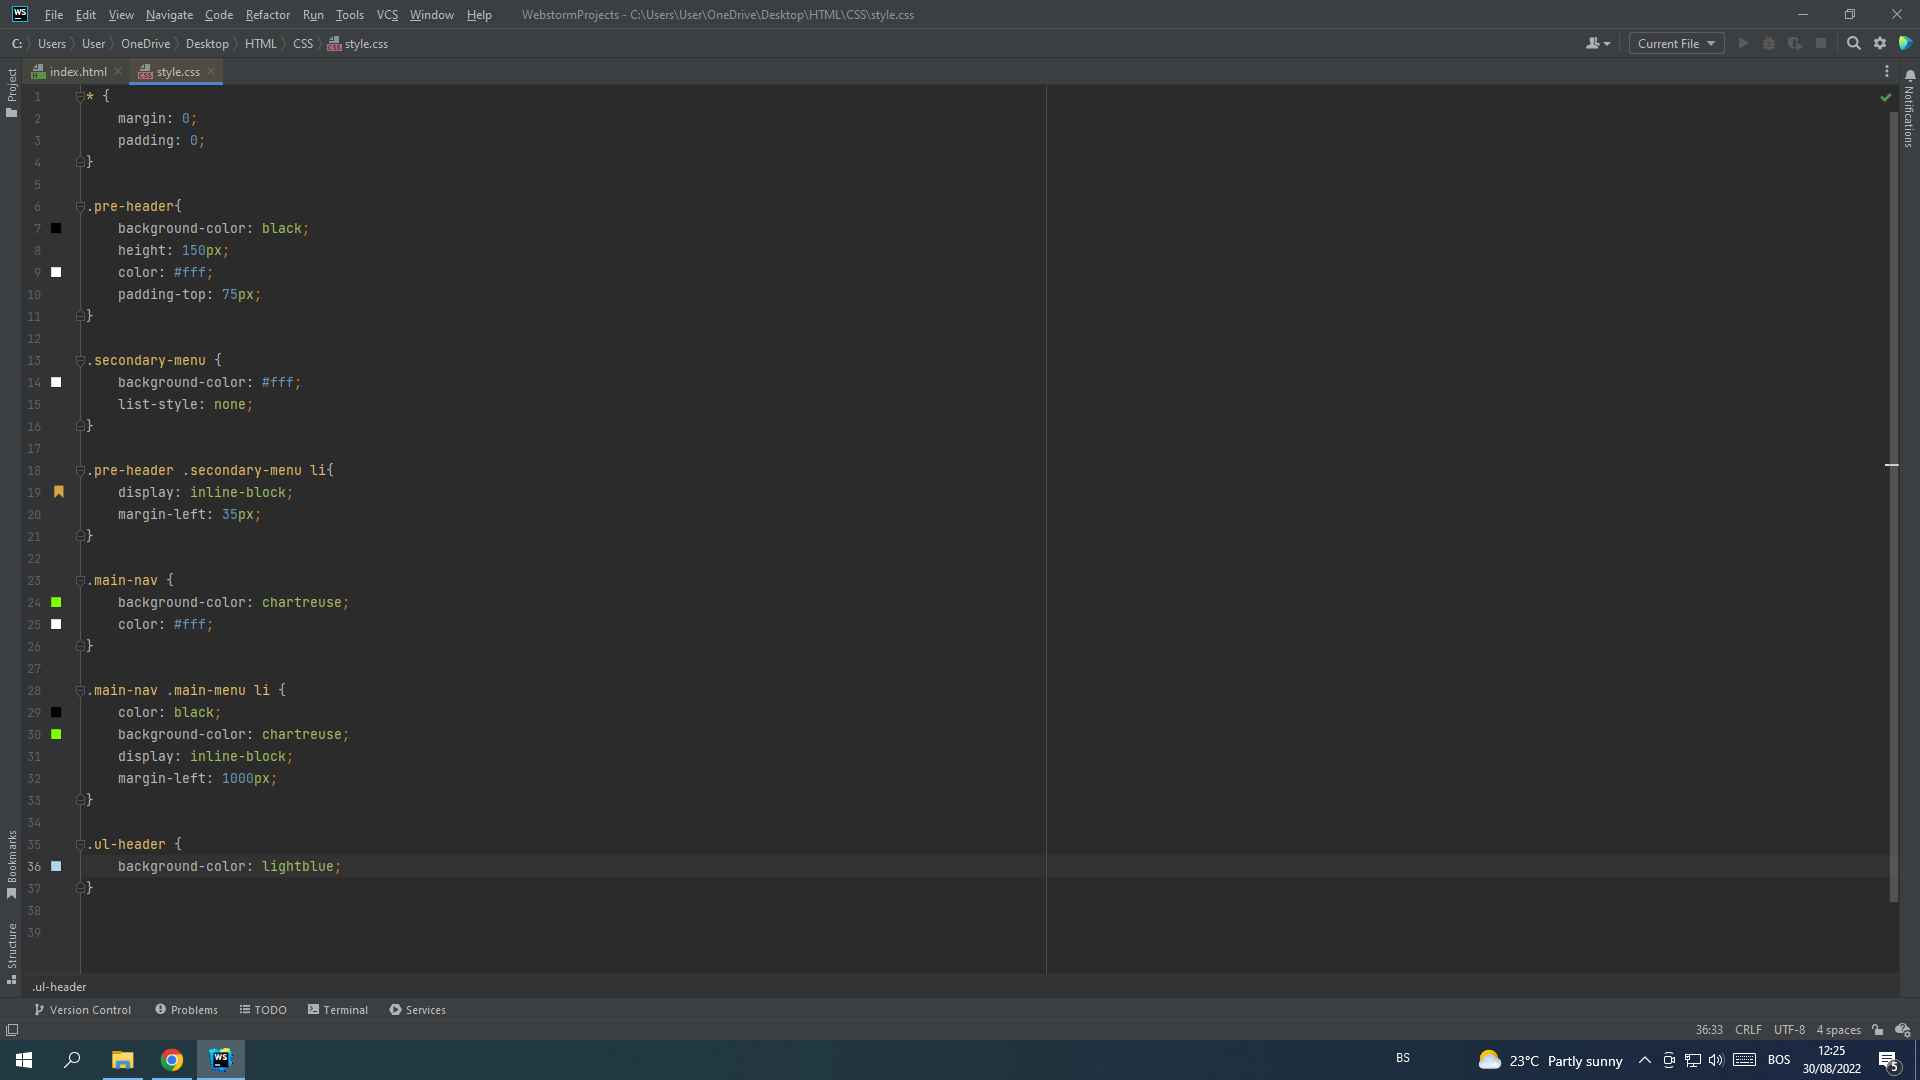 WS File Edit View Navigate Code Refactor Run Tools VCS Window Help WebstormProjects - C:\Users\User\OneDrive\Desktop\HTML\CSS\style.css
C: Users User OneDrive Desktop HTML CSS style.css Current File
index.html style.css
Project
Notifications
1 * {
2 margin: 0;
3 padding: 0;
4 }
5
6 .pre-header{
7 background-color: black;
8 height: 150px;
9 color: #fff;
10 padding-top: 75px;
11 }
12
13 .secondary-menu {
14 background-color: #fff;
15 list-style: none;
16 }
17
18 .pre-header .secondary-menu li{
19 display: inline-block;
20 margin-left: 35px;
21 }
22
23 .main-nav {
24 background-color: chartreuse;
25 color: #fff;
26 }
27
28 .main-nav .main-menu li {
29 color: black;
30 background-color: chartreuse;
31 display: inline-block;
32 margin-left: 1000px;
33 }
34
35 .ul-header {
36 background-color: lightblue;
37 }
38
39
Bookmarks
Structure
.ul-header
Version Control Problems TODO Terminal Services
36:33 CRLF UTF-8 4 spaces
WS BS 23°C Partly sunny BOS 12:25
30/08/2022 5